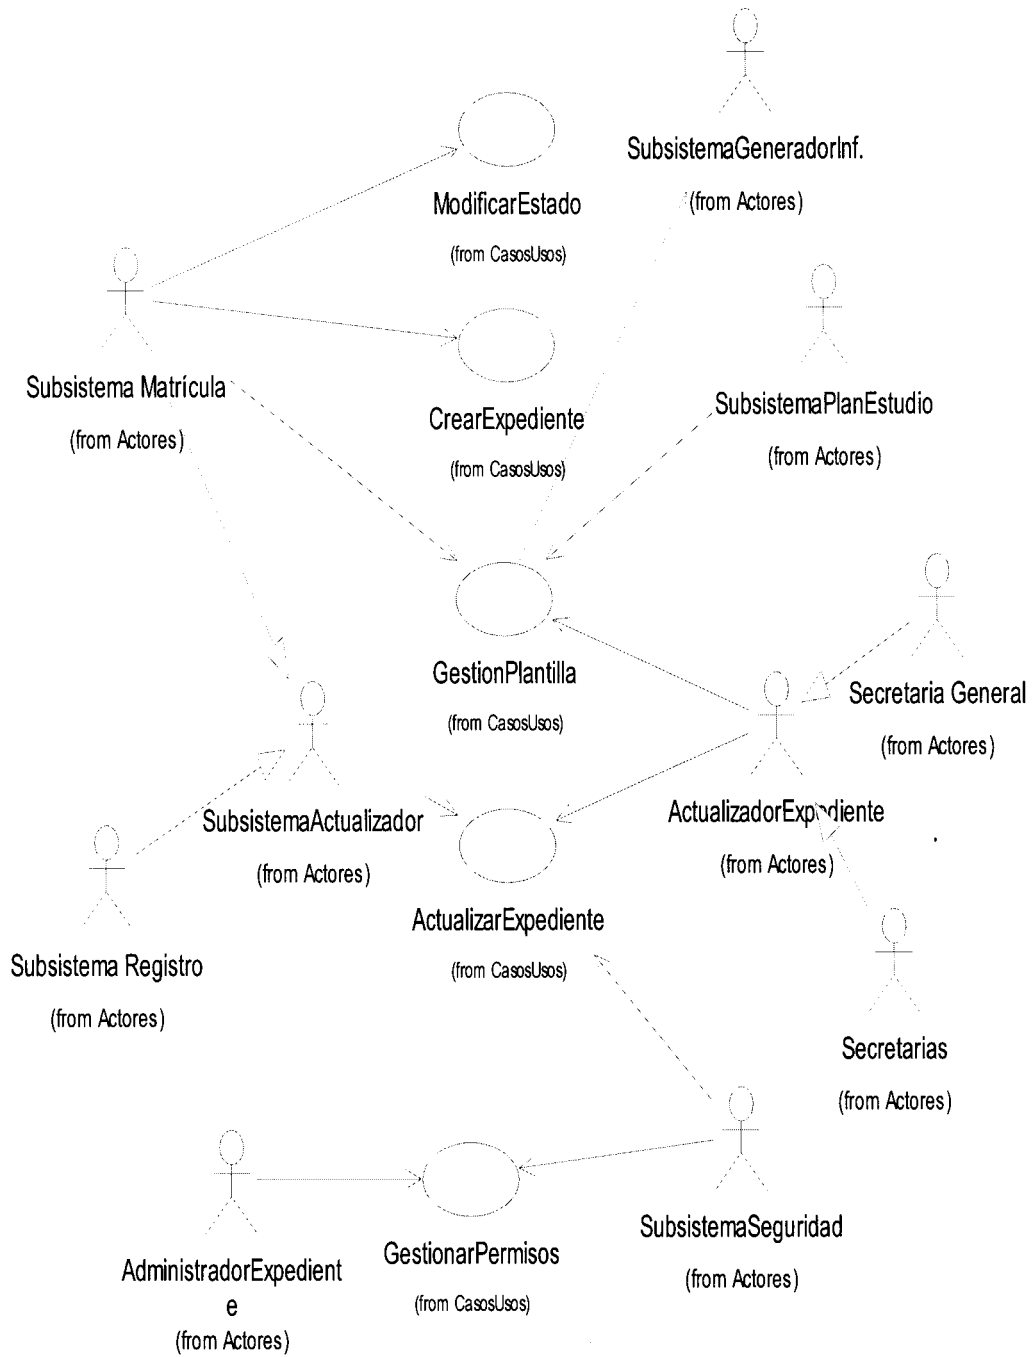 SubsistemaGeneradorInf.
(from Actores)
ModificarEstado
(from CasosUsos)
Subsistema Matrícula
(from Actores)
CrearExpediente
(from CasosUsos)
SubsistemaPlanEstudio
(from Actores)
GestionPlantilla
(from CasosUsos)
Secretaria General
(from Actores)
SubsistemaActualizador
(from Actores)
ActualizadorExpediente
(from Actores)
Subsistema Registro
(from Actores)
ActualizarExpediente
(from CasosUsos)
Secretarias
(from Actores)
AdministradorExpedient
e
(from Actores)
GestionarPermisos
(from CasosUsos)
SubsistemaSeguridad
(from Actores)